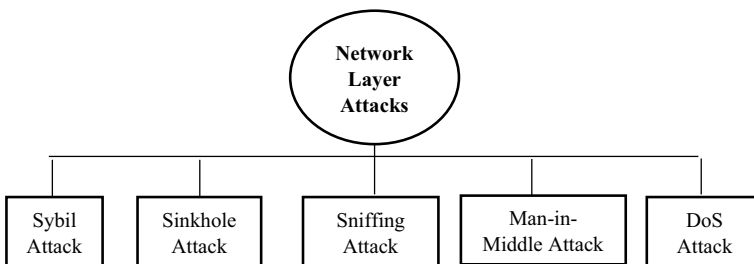 Network
Layer
Attacks
Sybil
Attack
Sinkhole
Attack
Sniffing
Attack
Man-in-
Middle Attack
DoS
Attack